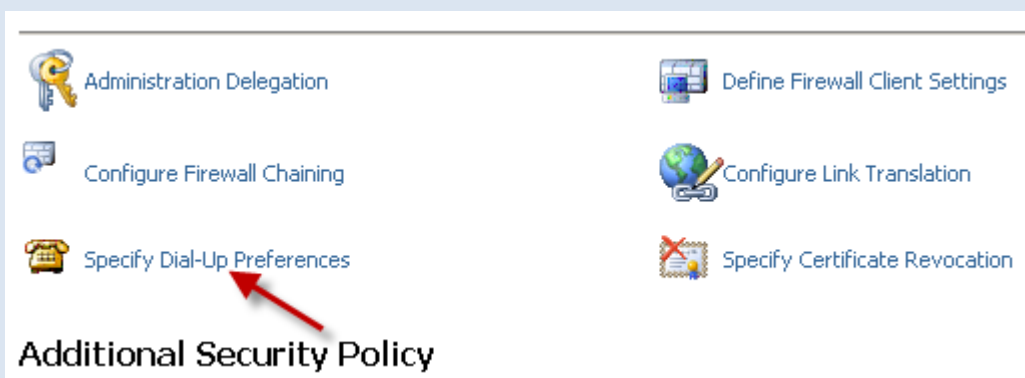 Administration Delegation
Define Firewall Client Settings
Configure Firewall Chaining
Configure Link Translation
Specify Dial-Up Preferences
Specify Certificate Revocation
Additional Security Policy